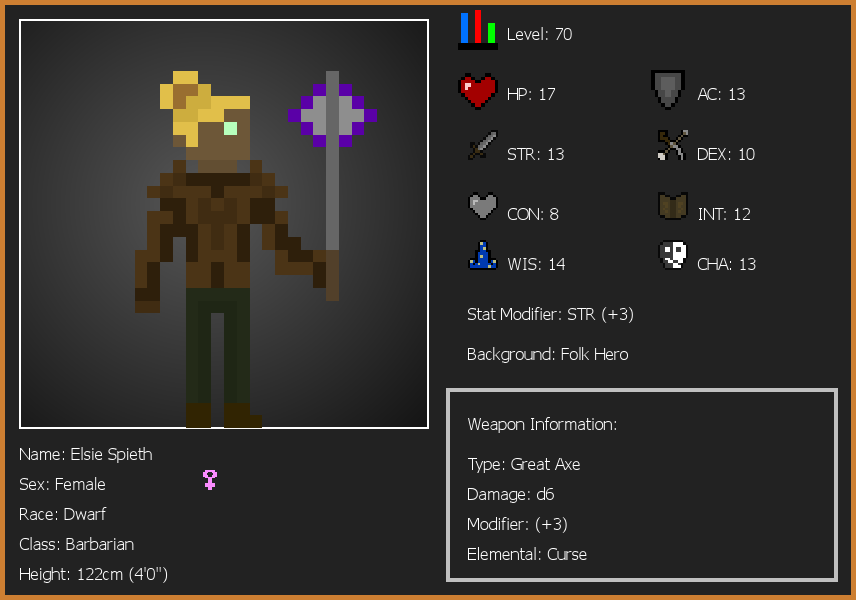 Level: 70
HP: 17
AC: 13
STR: 13
DEX: 10
CON: 8
INT: 12
WIS: 14
CHA: 13
Stat Modifier: STR (+3)
Background: Folk Hero
Weapon Information:
Type: Great Axe
Damage: d6
Modifier: (+3)
Elemental: Curse
Name: Elsie Spieth
Sex: Female
Race: Dwarf
Class: Barbarian
Height: 122cm (4'0")